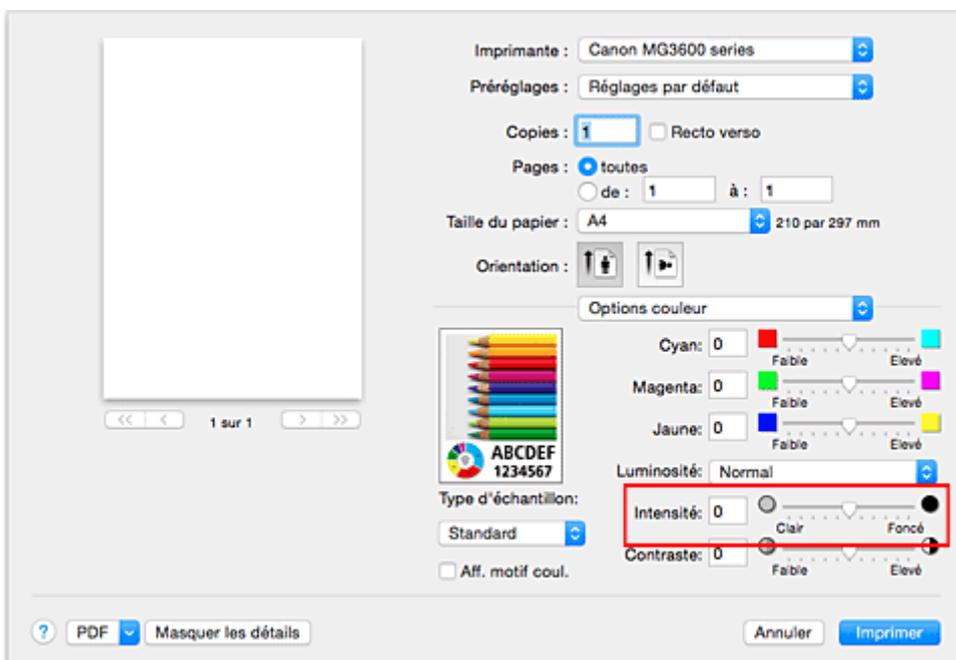 Imprimante : Canon MG3600 series
Préréglages : Réglages par défaut
Copies : 1 Recto verso
Pages : toutes
de : 1 à : 1
Taille du papier : A4 210 par 297 mm
Orientation :
Options couleur
Cyan: 0
Faible Elevé
Magenta: 0
Faible Elevé
Jaune: 0
Faible Elevé
ABCDEF
1234567
Luminosité: Normal
Type d'échantillon:
Standard
Intensité: 0
Clair Foncé
Contraste: 0
Faible Elevé
Aff. motif coul.
<< < 1 sur 1 > >>
? PDF Masquer les détails Annuler Imprimer